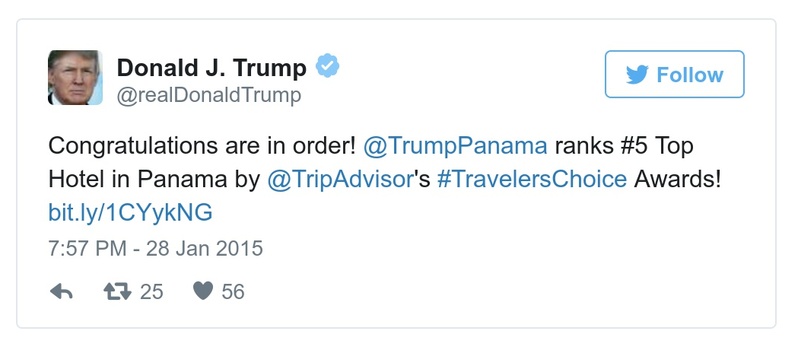 Donald J. Trump
@realDonaldTrump
Follow
Congratulations are in order! @TrumpPanama ranks #5 Top
Hotel in Panama by @TripAdvisor's #TravelersChoice Awards!
bit.ly/1CYykNG
7:57 PM - 28 Jan 2015
25 56